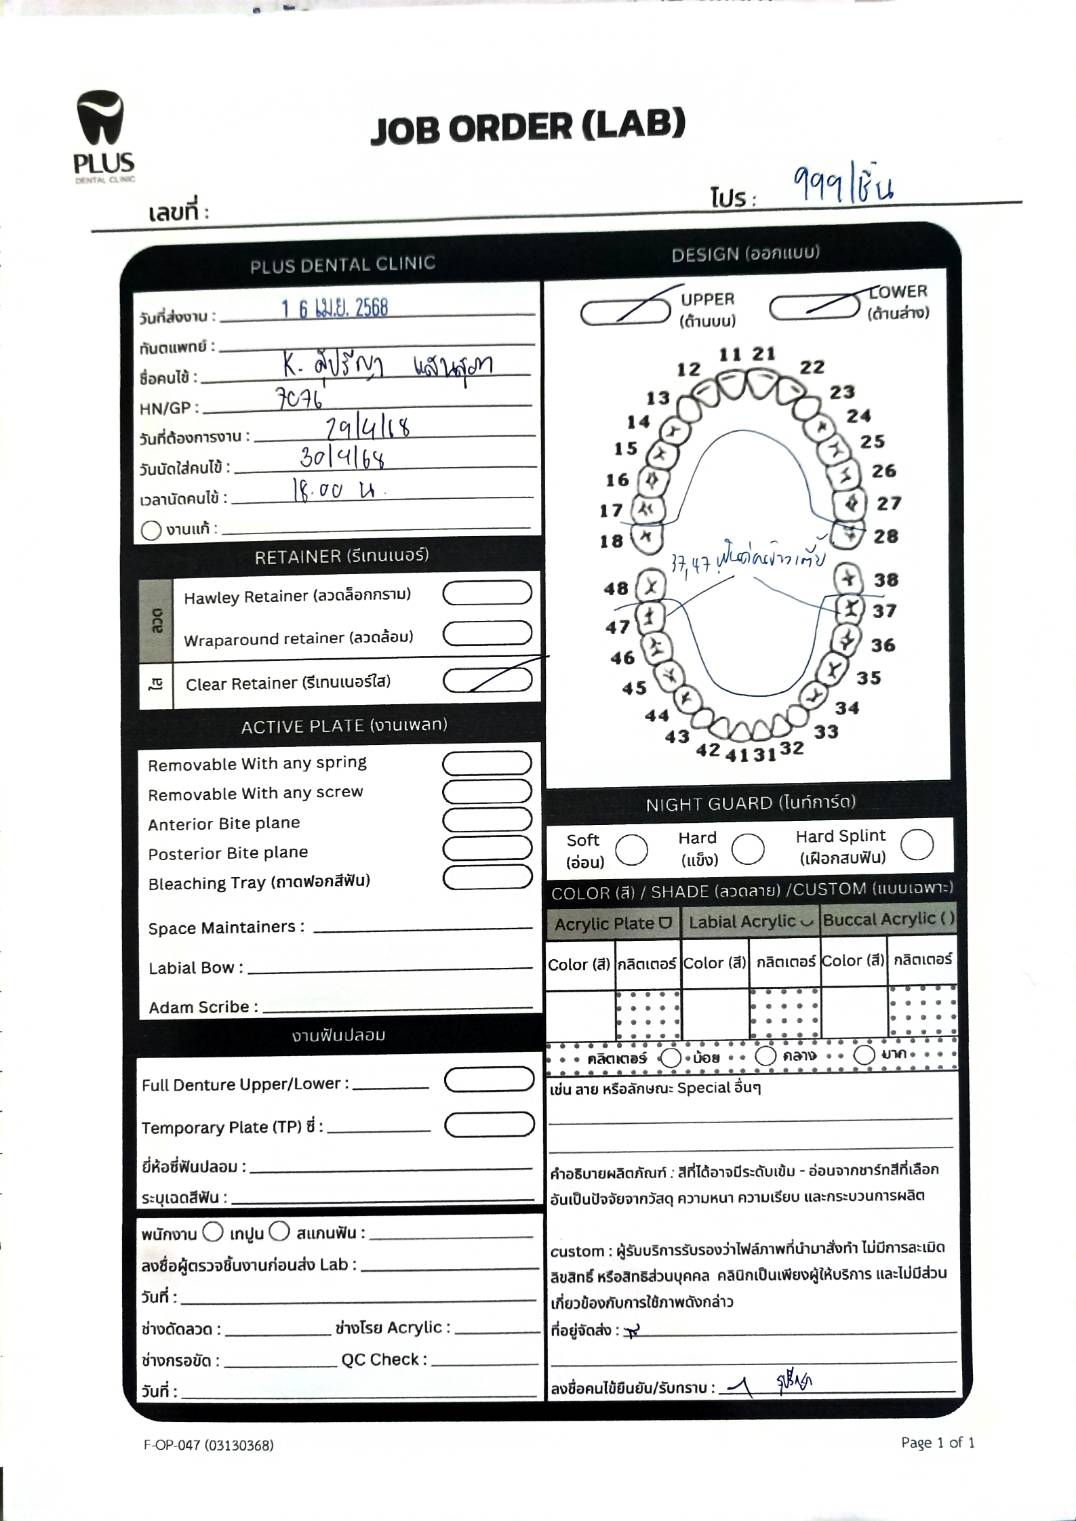 PLUS
DENTAL CLINIC
JOB ORDER (LAB)
เลขที่ :
โปร : 999/ชิ้น
PLUS DENTAL CLINIC
วันที่ส่งงาน : 1 6 เม.ย. 2568
ทันตแพทย์ :
ชื่อคนไข้ : K.
HN/GP : 7076
วันที่ต้องการงาน : 29/4/68
วันนัดใส่คนไข้ : 30/4/68
เวลานัดคนไข้ : 18.00 น.
งานแก้ :
RETAINER (รีเทนเนอร์)
ลวด
Hawley Retainer (ลวดล็อกกราม)
Wraparound retainer (ลวดล้อม)
ใส
Clear Retainer (รีเทนเนอร์ใส)
ACTIVE PLATE (งานเพลท)
Removable With any spring
Removable With any screw
Anterior Bite plane
Posterior Bite plane
Bleaching Tray (ถาดฟอกสีฟัน)
Space Maintainers :
Labial Bow :
Adam Scribe :
งานฟันปลอม
Full Denture Upper/Lower :
Temporary Plate (TP) ซี่ :
ยี่ห้อซี่ฟันปลอม :
ระบุเฉดสีฟัน :
พนักงาน เทปูน สแกนฟัน :
ลงชื่อผู้ตรวจชิ้นงานก่อนส่ง Lab :
วันที่ :
ช่างดัดลวด : ช่างโรย Acrylic :
ช่างกรอขัด : QC Check :
วันที่ :
DESIGN (ออกแบบ)
UPPER (ด้านบน)
LOWER (ด้านล่าง)
11 21
12 22
13 23
14 24
15 25
16 26
17 27
18 28
37,47
48 38
47 37
46 36
45 35
44 34
43 33
42 41 31 32
NIGHT GUARD (ไนท์การ์ด)
Soft (อ่อน)
Hard (แข็ง)
Hard Splint (เฝือกสบฟัน)
COLOR (สี) / SHADE (ลวดลาย) /CUSTOM (แบบเฉพาะ)
Acrylic Plate Labial Acrylic Buccal Acrylic ( )
Color (สี) กลิตเตอร์ Color (สี) กลิตเตอร์ Color (สี) กลิตเตอร์
กลิตเตอร์ น้อย กลาง มาก
เช่น ลาย หรือลักษณะ Special อื่นๆ
คำอธิบายผลิตภัณฑ์ : สีที่ได้อาจมีระดับเข้ม - อ่อนจากชาร์ทสีที่เลือก
อันเป็นปัจจัยจากวัสดุ ความหนา ความเรียบ และกระบวนการผลิต
custom : ผู้รับบริการรับรองว่าไฟล์ภาพที่นำมาสั่งทำ ไม่มีการละเมิด
ลิขสิทธิ์ หรือสิทธิส่วนบุคคล คลินิกเป็นเพียงผู้ให้บริการ และไม่มีส่วน
เกี่ยวข้องกับการใช้ภาพดังกล่าว
ที่อยู่จัดส่ง :
ลงชื่อคนไข้ยืนยัน/รับทราบ :
F-OP-047 (03130368)
Page 1 of 1